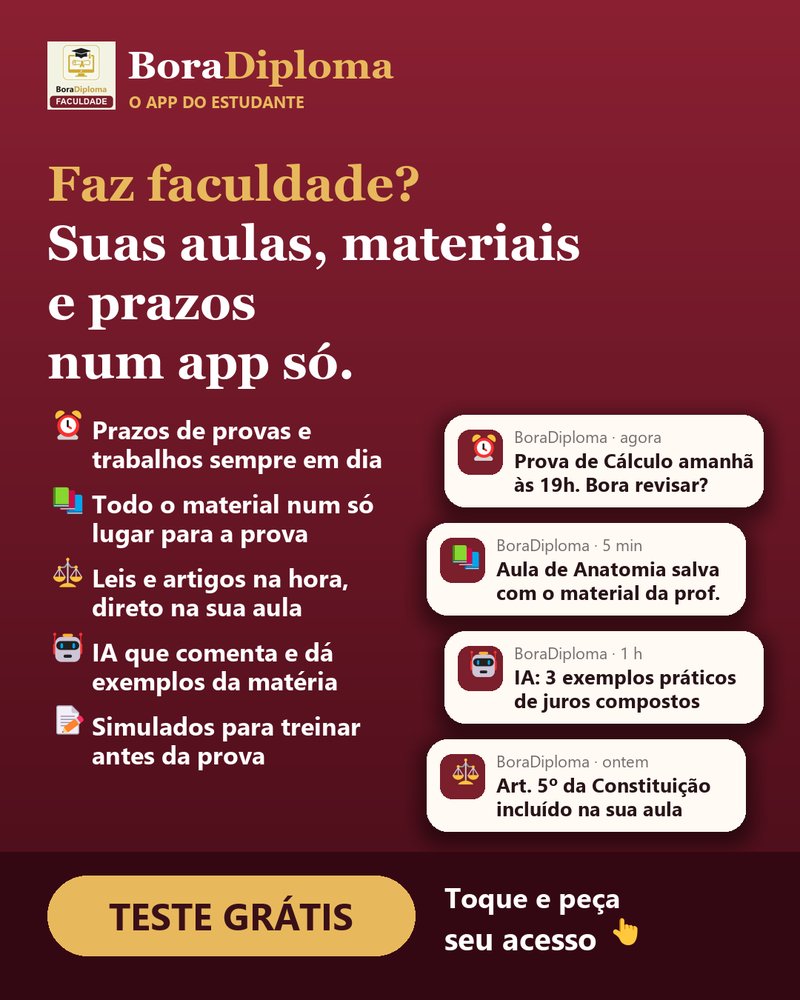 BoraDiploma
FACULDADE
BoraDiploma
O APP DO ESTUDANTE
Faz faculdade?
Suas aulas, materiais
e prazos
num app só.
Prazos de provas e
trabalhos sempre em dia
Todo o material num só
lugar para a prova
Leis e artigos na hora,
direto na sua aula
IA que comenta e dá
exemplos da matéria
Simulados para treinar
antes da prova
BoraDiploma · agora
Prova de Cálculo amanhã
às 19h. Bora revisar?
BoraDiploma · 5 min
Aula de Anatomia salva
com o material da prof.
BoraDiploma · 1 h
IA: 3 exemplos práticos
de juros compostos
BoraDiploma · ontem
Art. 5º da Constituição
incluído na sua aula
TESTE GRÁTIS
Toque e peça
seu acesso